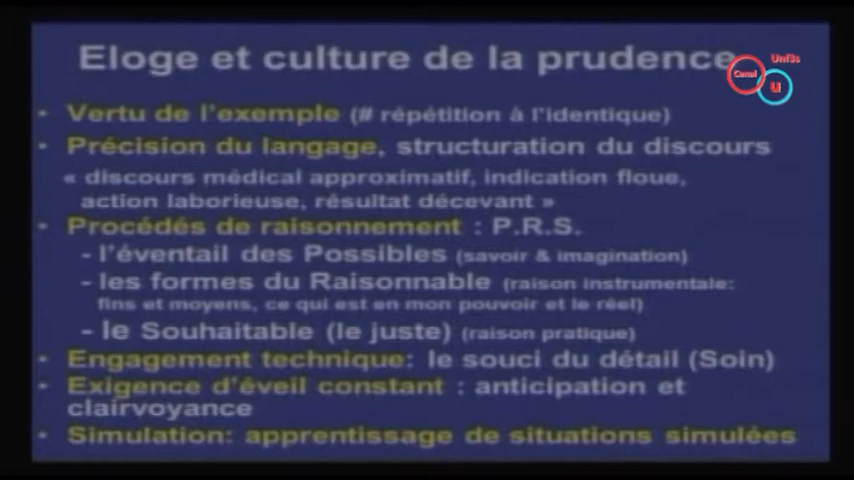 Eloge et culture de la prudence
Canal
U
Unf3s
• Vertu de l'exemple (# répétition à l'identique)
• Précision du langage, structuration du discours
« discours médical approximatif, indication floue,
action laborieuse, résultat décevant »
• Procédés de raisonnement : P.R.S.
- l'éventail des Possibles (savoir & imagination)
- les formes du Raisonnable (raison instrumentale:
fins et moyens, ce qui est en mon pouvoir et le réel)
- le Souhaitable (le juste) (raison pratique)
• Engagement technique: le souci du détail (Soin)
• Exigence d'éveil constant : anticipation et
clairvoyance
• Simulation: apprentissage de situations simulées